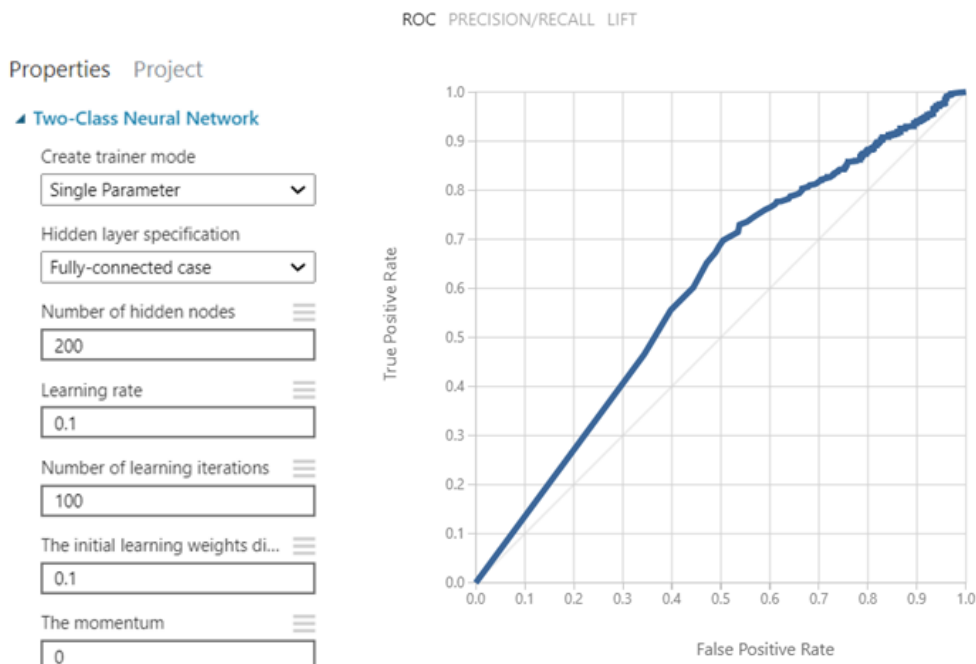 ROC PRECISION/RECALL LIFT
Properties Project
Two-Class Neural Network
Create trainer mode
Single Parameter
Hidden layer specification
Fully-connected case
Number of hidden nodes
200
Learning rate
0.1
Number of learning iterations
100
The initial learning weights di...
0.1
The momentum
0
True Positive Rate
1.0
0.9
0.8
0.7
0.6
0.5
0.4
0.3
0.2
0.1
0.0
0.0 0.1 0.2 0.3 0.4 0.5 0.6 0.7 0.8 0.9 1.0
False Positive Rate